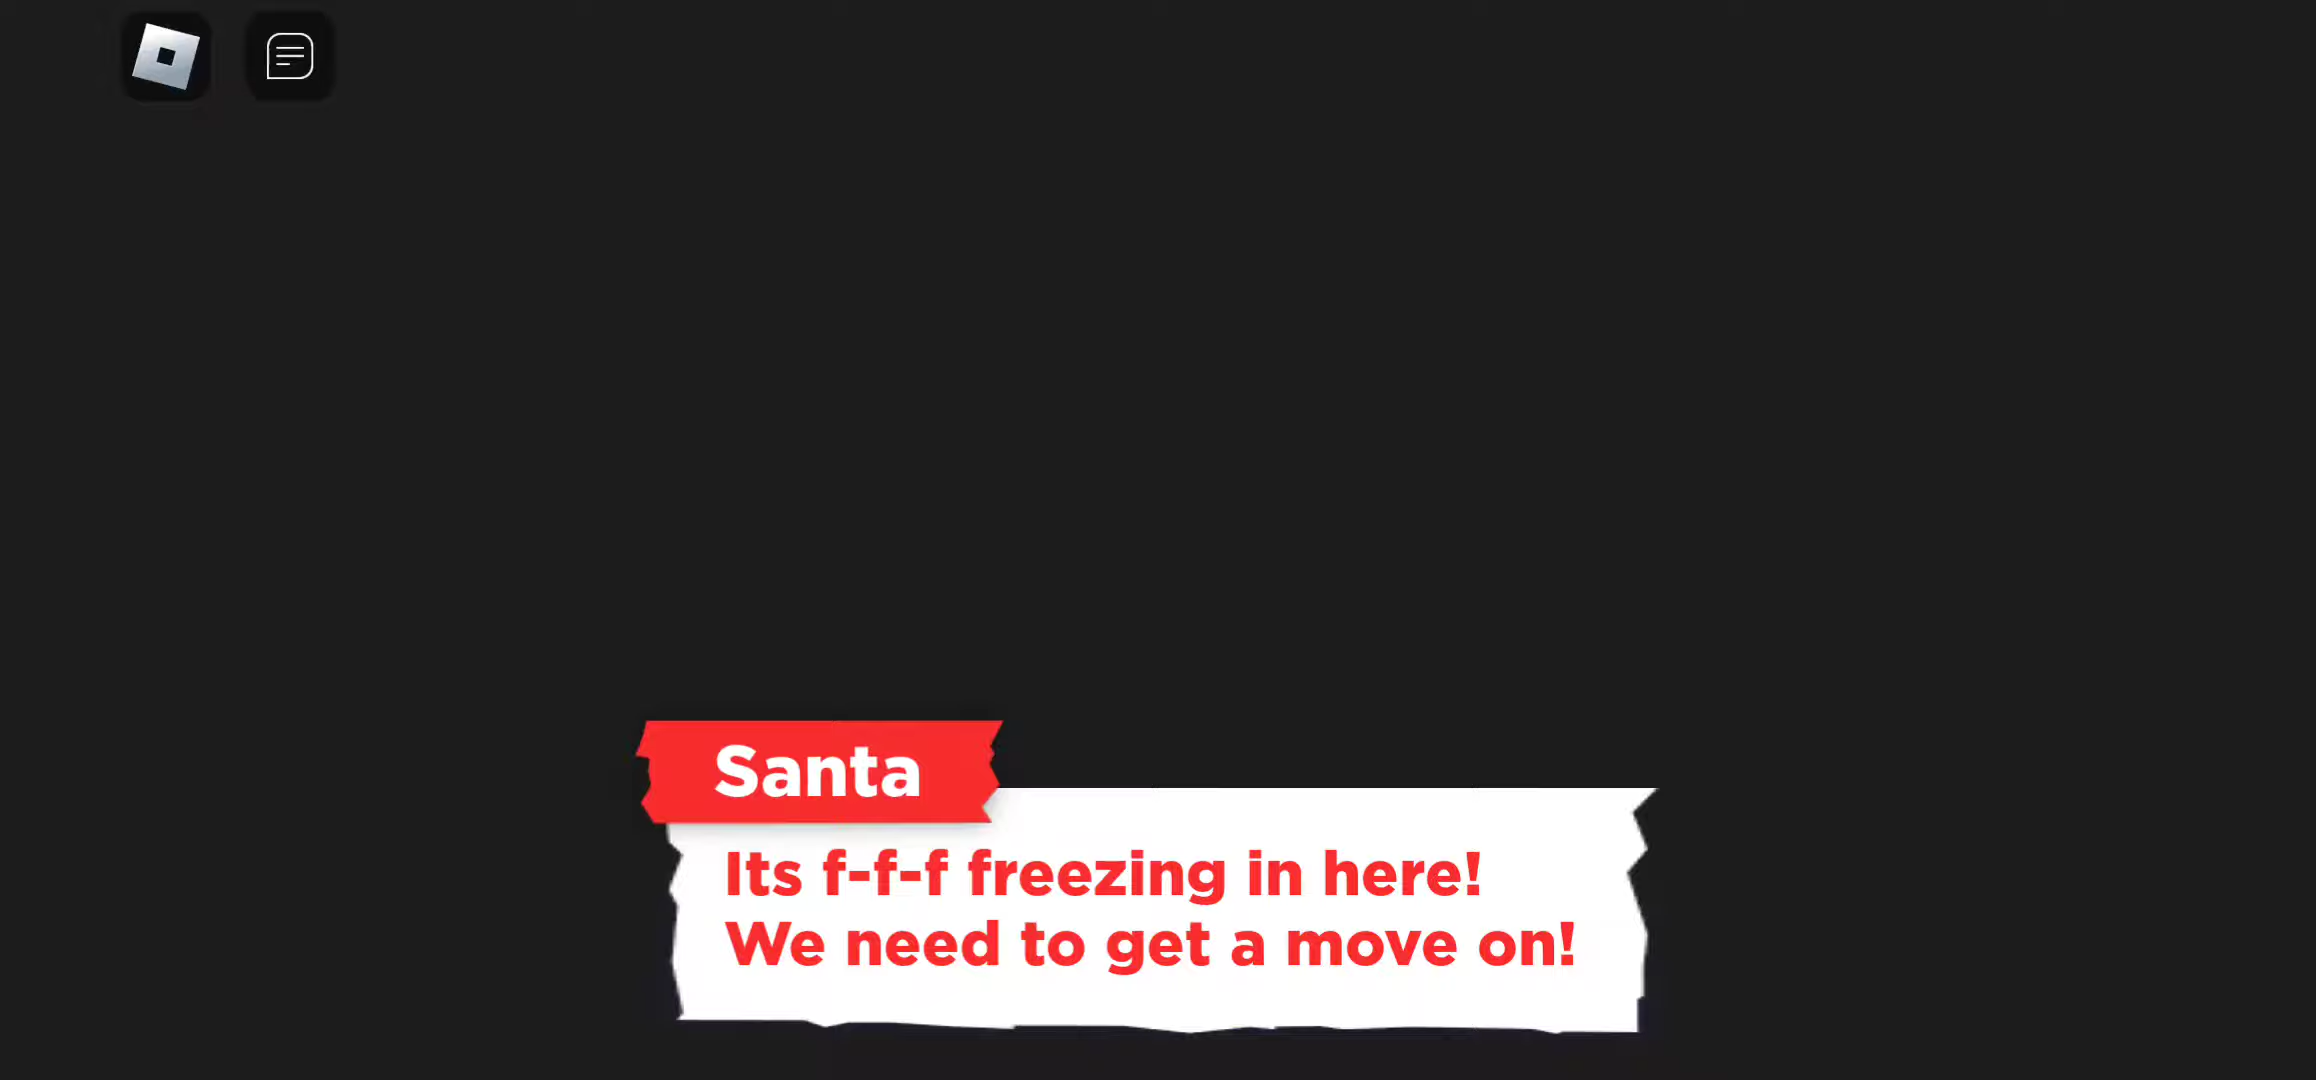 Santa
Its f-f-f freezing in here!
We need to get a move on!